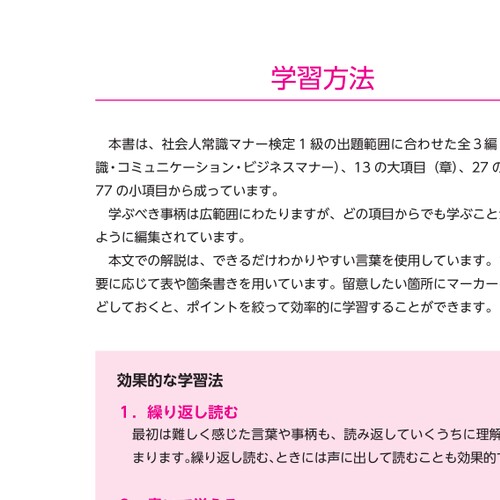 学習方法
本書は、社会人常識マナー検定1級の出題範囲に合わせた全3編
識・コミュニケーション・ビジネスマナー）、13の大項目（章）、27の
77の小項目から成っています。
学ぶべき事柄は広範囲にわたりますが、どの項目からでも学ぶこと
ように編集されています。
本文での解説は、できるだけわかりやすい言葉を使用しています。
要に応じて表や箇条書きを用いています。留意したい箇所にマーカー
どしておくと、ポイントを絞って効率的に学習することができます。
効果的な学習法
1．繰り返し読む
最初は難しく感じた言葉や事柄も、読み返していくうちに理解
まります。繰り返し読む、ときには声に出して読むことも効果的